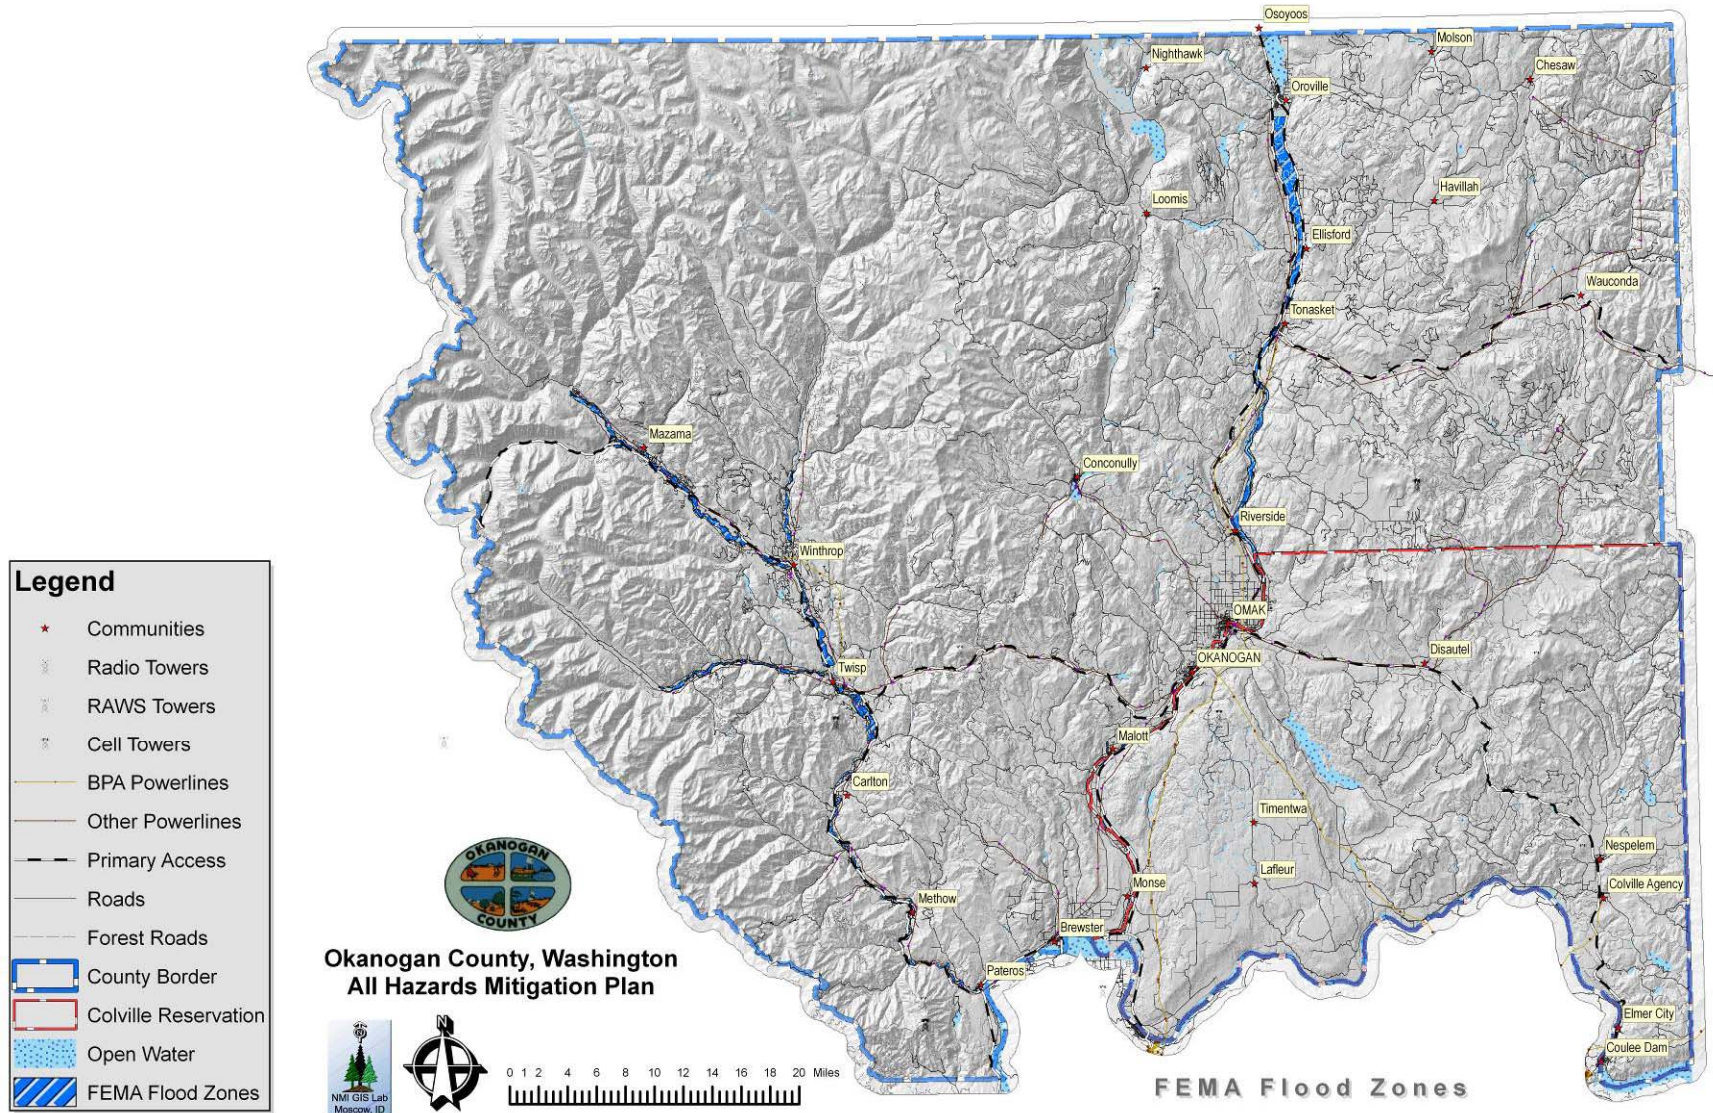 Osoyoos
Molson
Nighthawk
Chesaw
Oroville
Havillah
Loomis
Ellisford
Wauconda
Tonasket
Mazama
Conconully
Riverside
Winthrop
OMAK
Disautel
OKANOGAN
Twisp
Malott
Carlton
Timentwa
Nespelem
Lafleur
Colville Agency
Monse
Methow
Brewster
Pateros
Elmer City
Coulee Dam
Legend
Communities
Radio Towers
RAWS Towers
Cell Towers
BPA Powerlines
Other Powerlines
Primary Access
Roads
Forest Roads
County Border
Colville Reservation
Open Water
FEMA Flood Zones
OKANOGAN
COUNTY
Okanogan County, Washington
All Hazards Mitigation Plan
N
NMI GIS Lab
Moscow, ID
N
0 1 2 4 6 8 10 12 14 16 18 20 Miles
FEMA Flood Zones